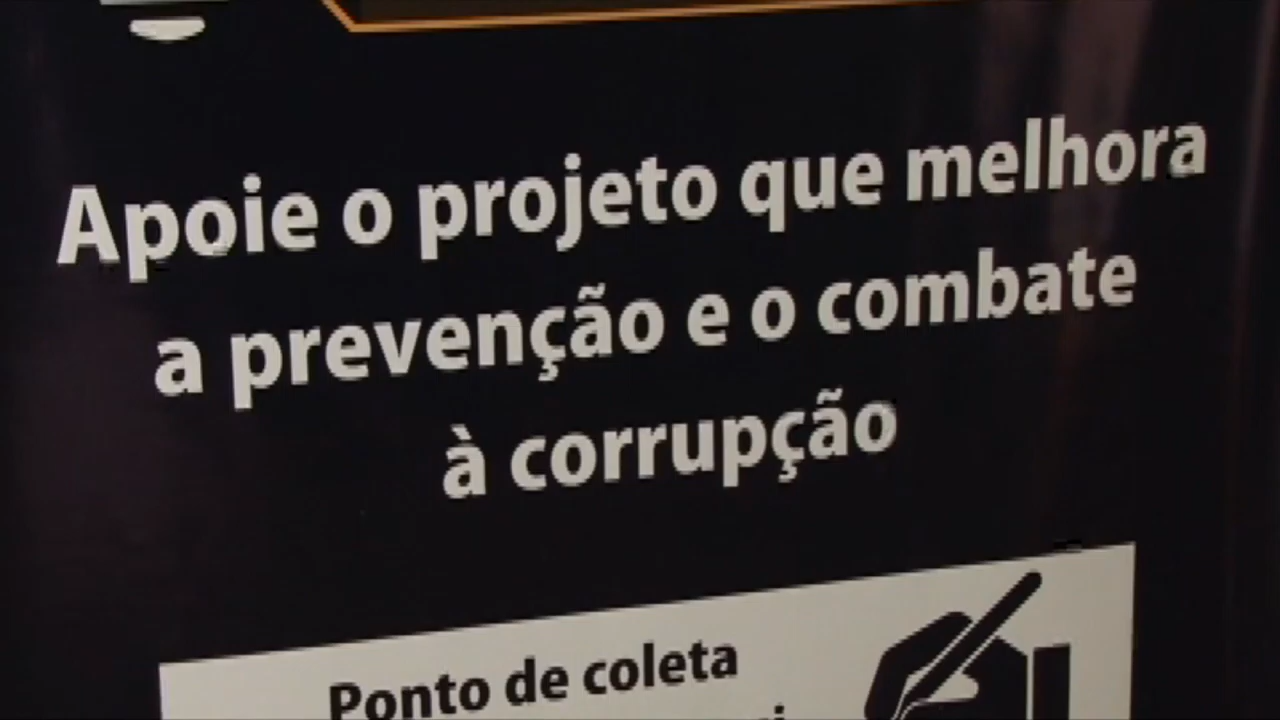 Apoie o projeto que melhora
a prevenção e o combate
à corrupção
Ponto de coleta